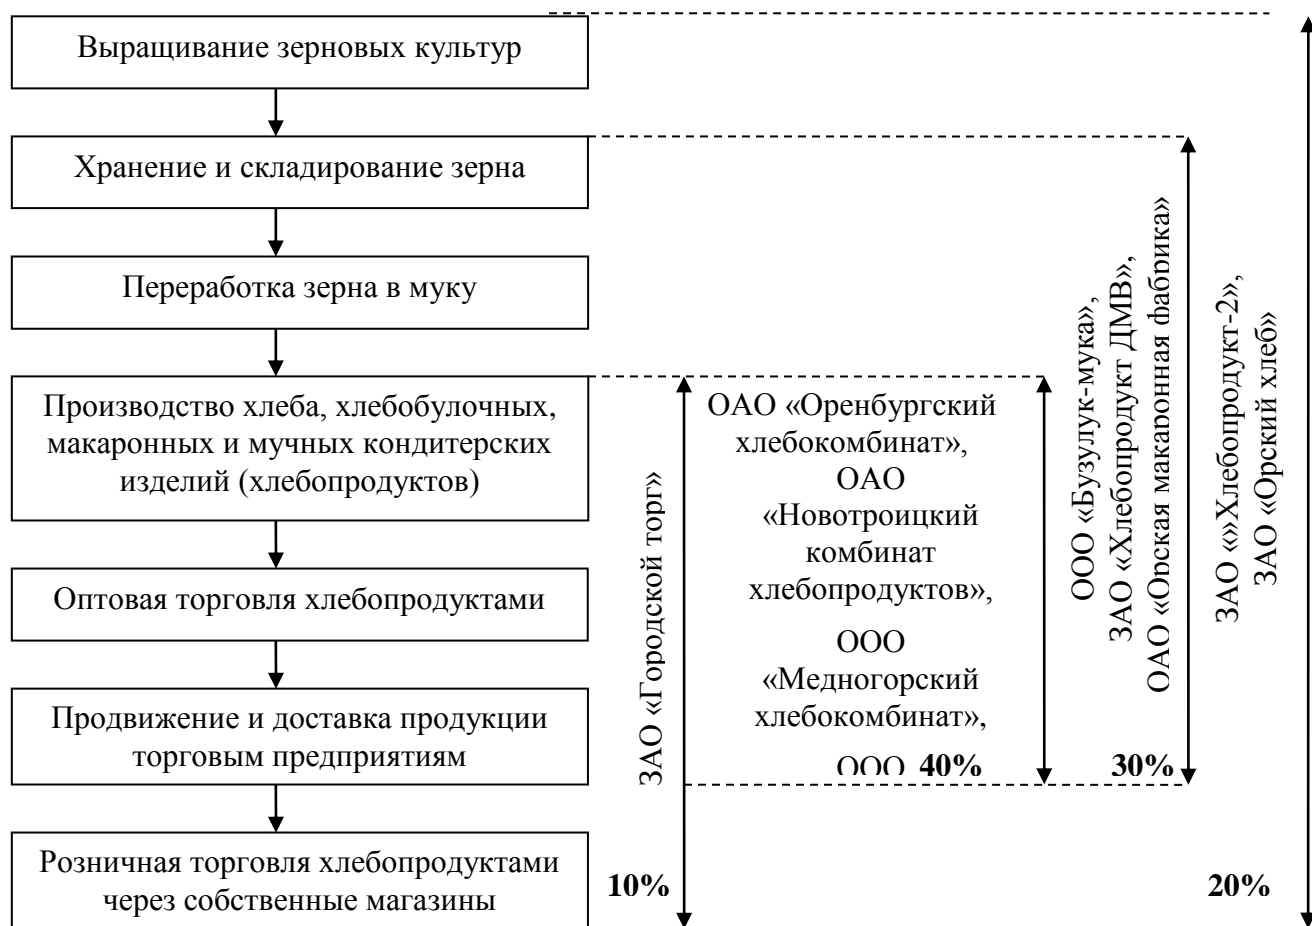 Выращивание зерновых культур
Хранение и складирование зерна
Переработка зерна в муку
Производство хлеба, хлебобулочных,
макаронных и мучных кондитерских
изделий (хлебопродуктов)
Оптовая торговля хлебопродуктами
Продвижение и доставка продукции
торговым предприятиям
Розничная торговля хлебопродуктами
через собственные магазины
ЗАО «Городской торг»
10%
ОАО «Оренбургский
хлебокомбинат»,
ОАО
«Новотроицкий
комбинат
хлебопродуктов»,
ООО
«Медногорский
хлебокомбинат»,
ООО
40%
ООО «Бузулук-мука»,
ЗАО «Хлебопродукт ДМВ»,
ОАО «Орская макаронная фабрика»
30%
ЗАО «»Хлебопродукт-2»,
ЗАО «Орский хлеб»
20%